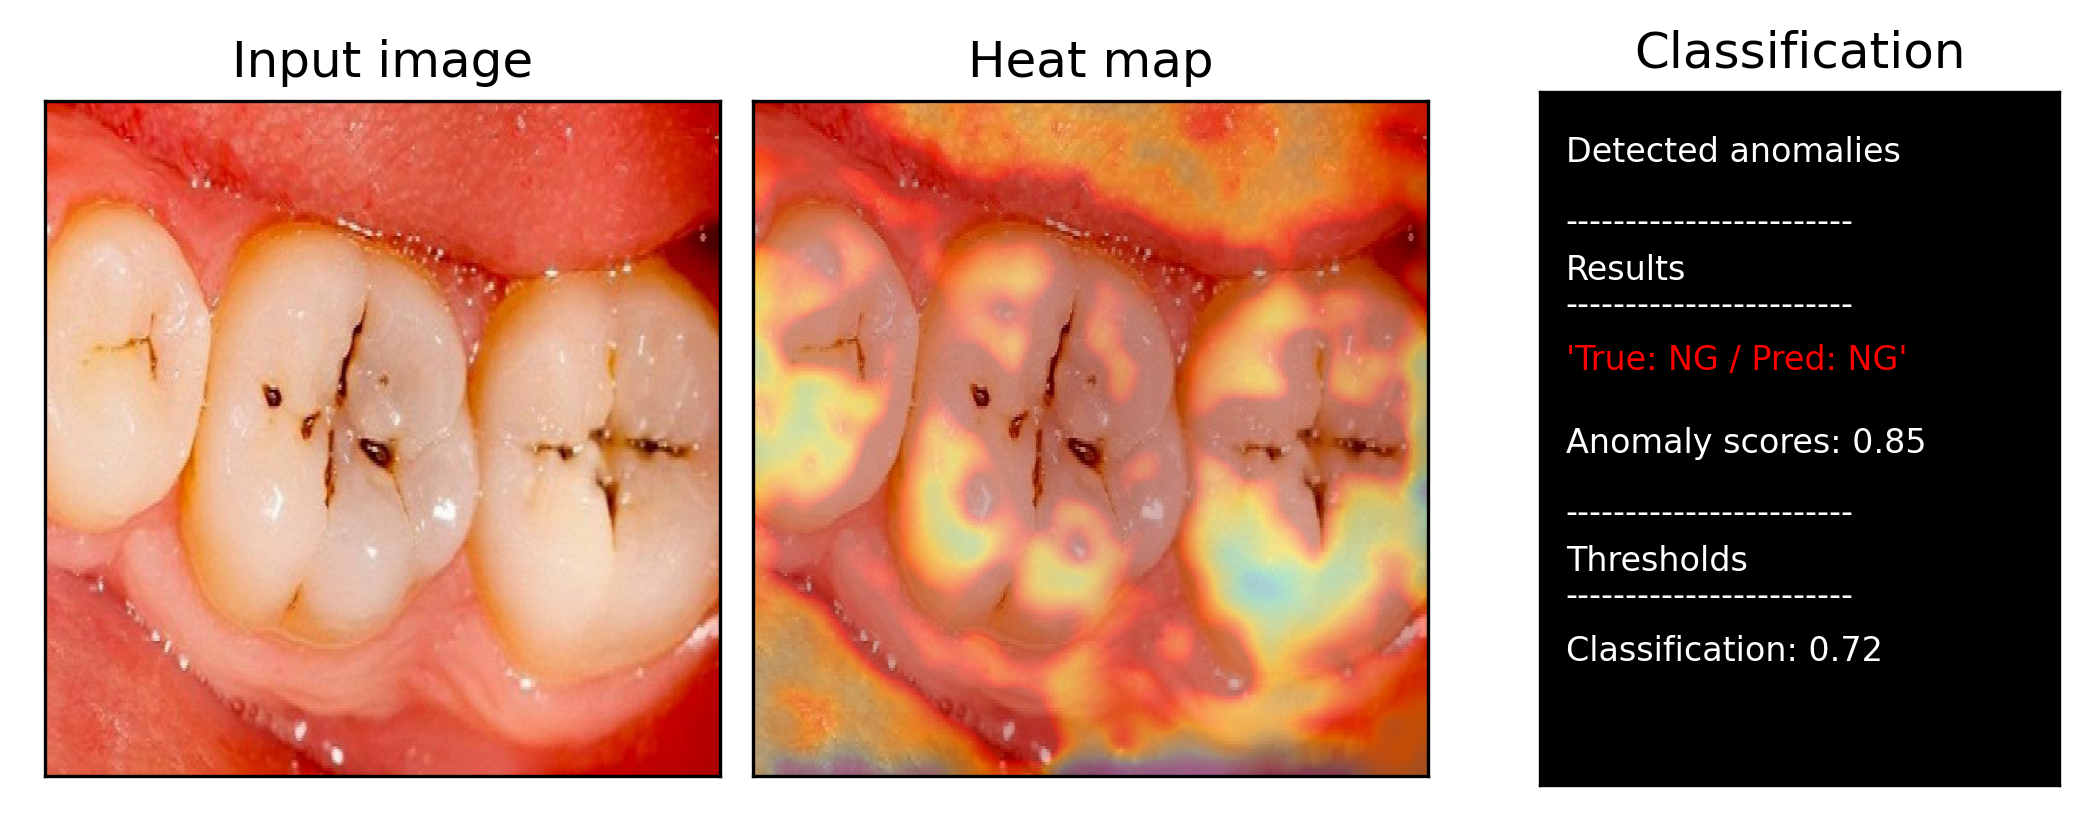 Input image
Heat map
Classification
Detected anomalies
------------------------
Results
------------------------
'True: NG / Pred: NG'
Anomaly scores: 0.85
------------------------
Thresholds
------------------------
Classification: 0.72